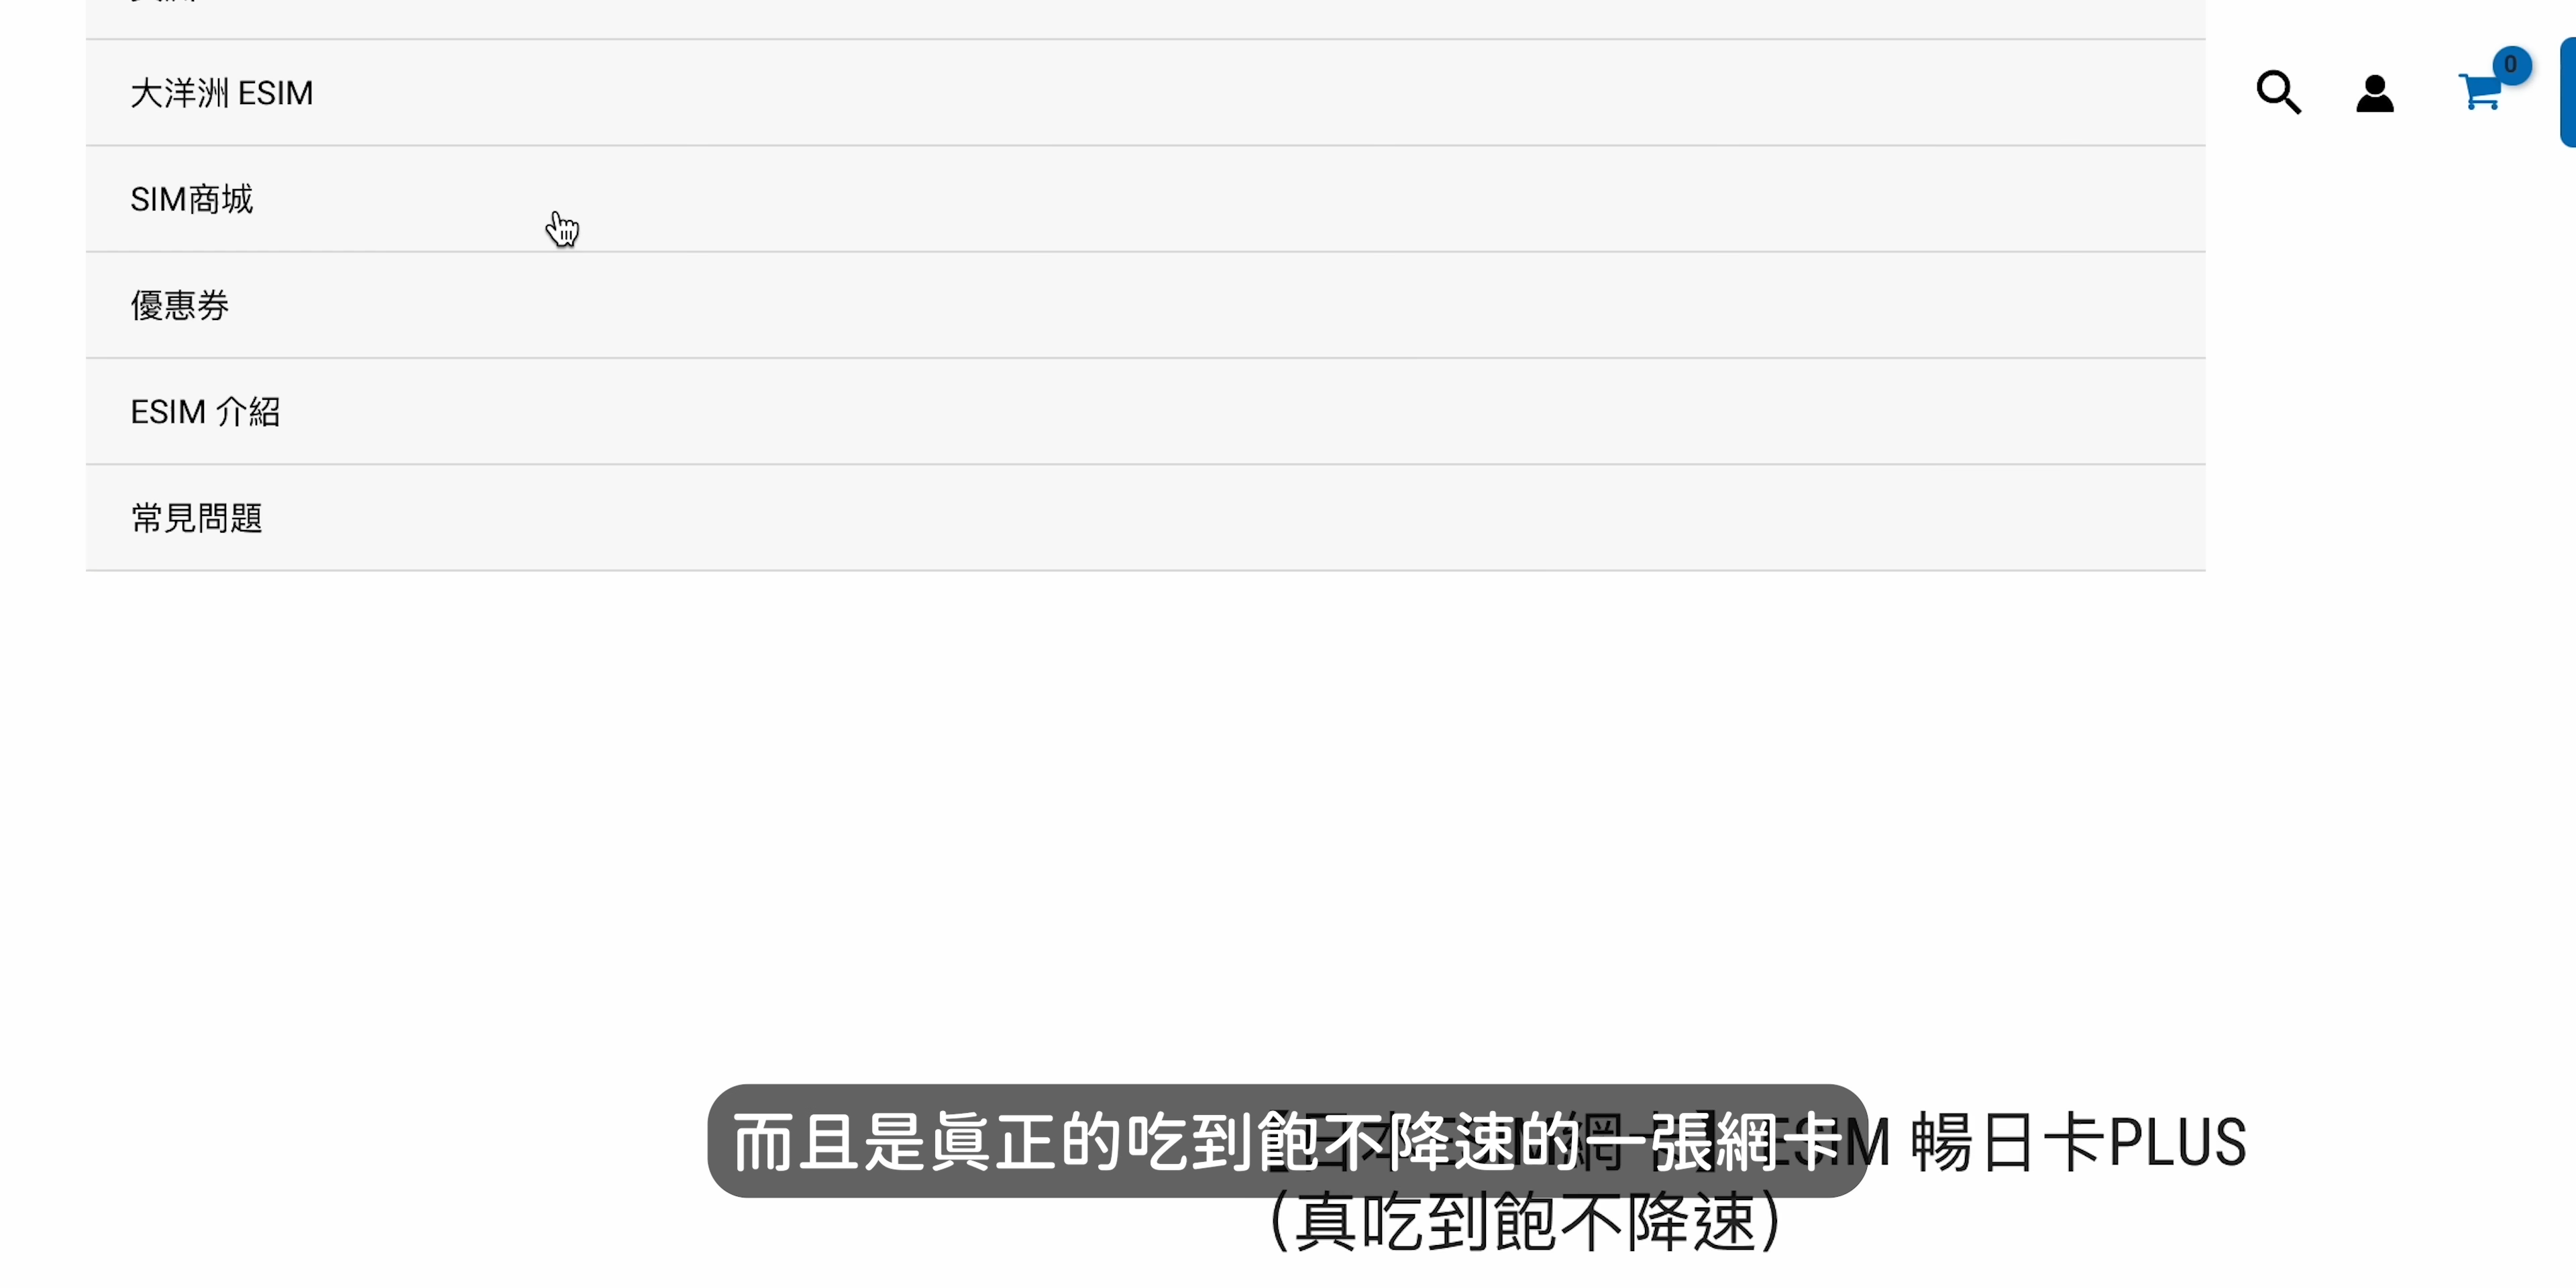 大洋洲 ESIM
0
SIM商城
優惠券
ESIM 介紹
常見問題
而且是真正的吃到飽不降速的一張網卡
ESIM 暢日卡PLUS
(真吃到飽不降速)